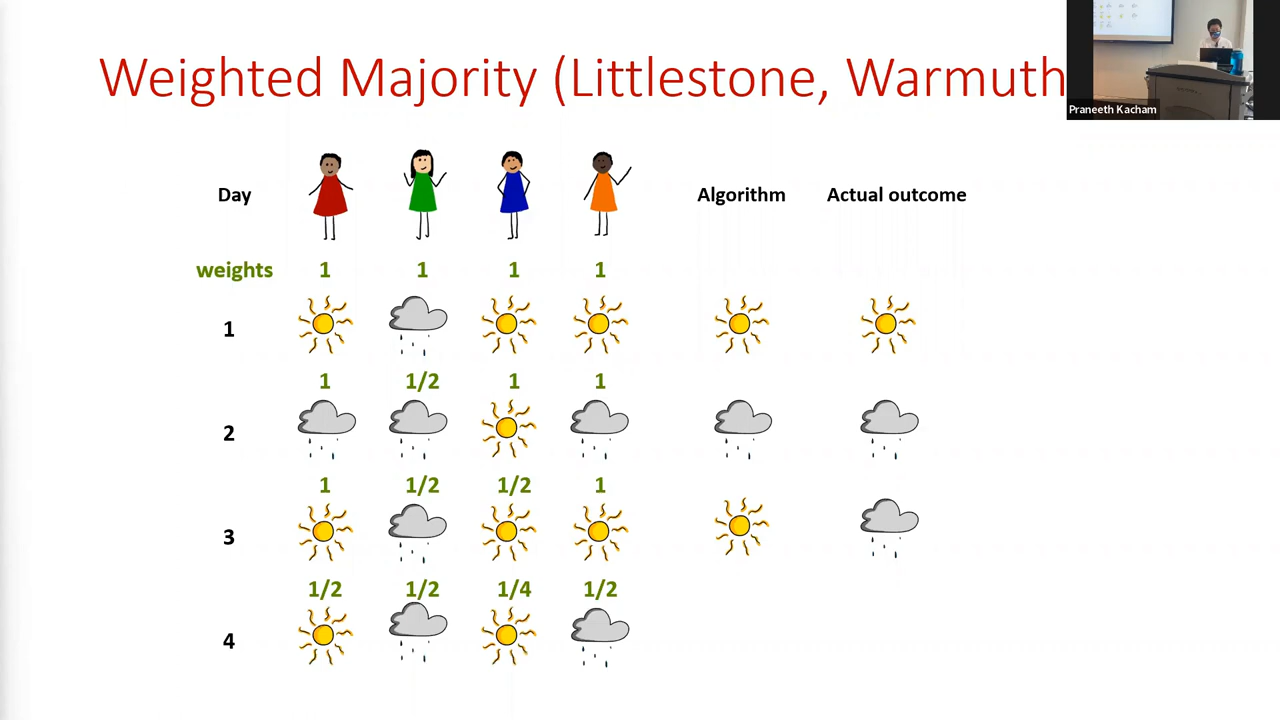 Weighted Majority (Littlestone, Warmuth
Praneeth Kacham
Day Algorithm Actual outcome
weights 1 1 1 1
1
1 1/2 1 1
2
1 1/2 1/2 1
3
1/2 1/2 1/4 1/2
4